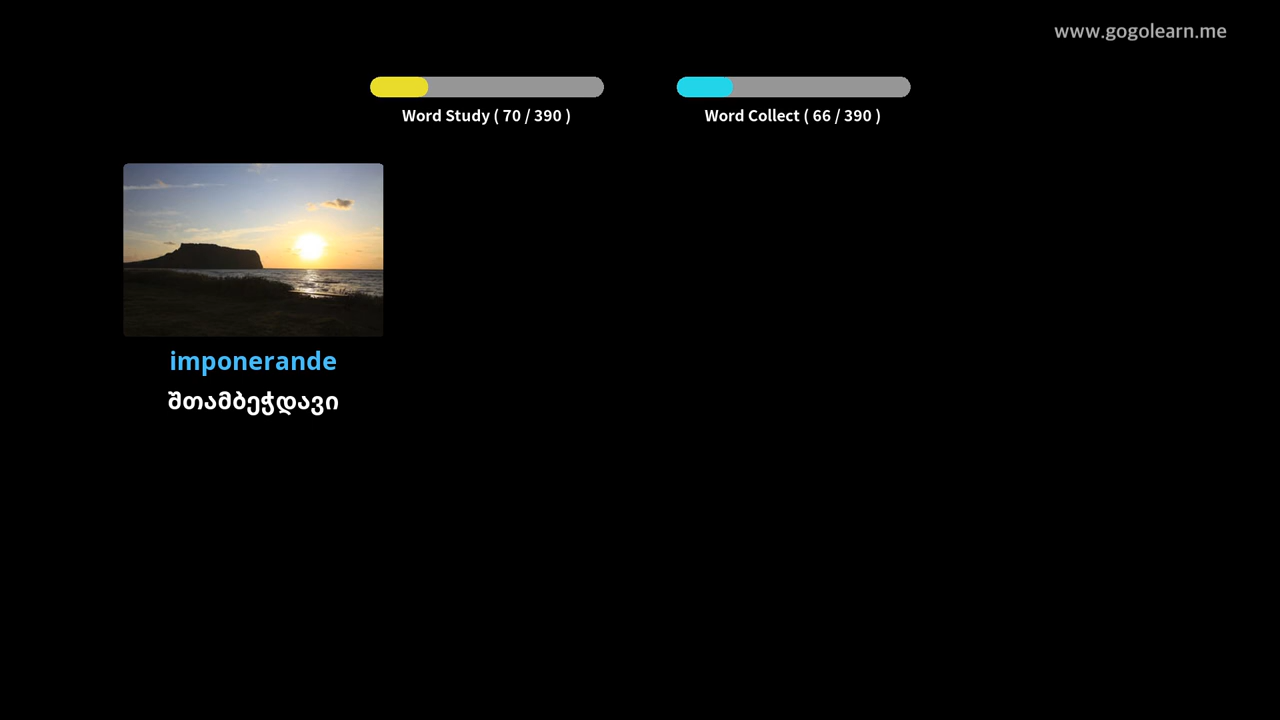 www.gogolearn.me
Word Study ( 70 / 390 )
Word Collect ( 66 / 390 )
imponerande
შთამბეჭდავი